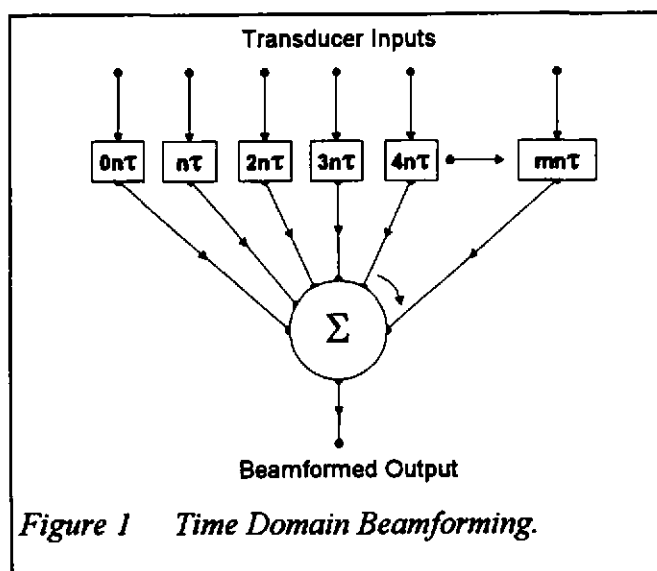 Transducer Inputs
0nτ nτ 2nτ 3nτ 4nτ mnτ
Σ
Beamformed Output
Figure 1 Time Domain Beamforming.